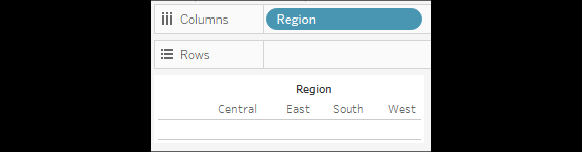 Columns Region
Rows
Region
Central East South West